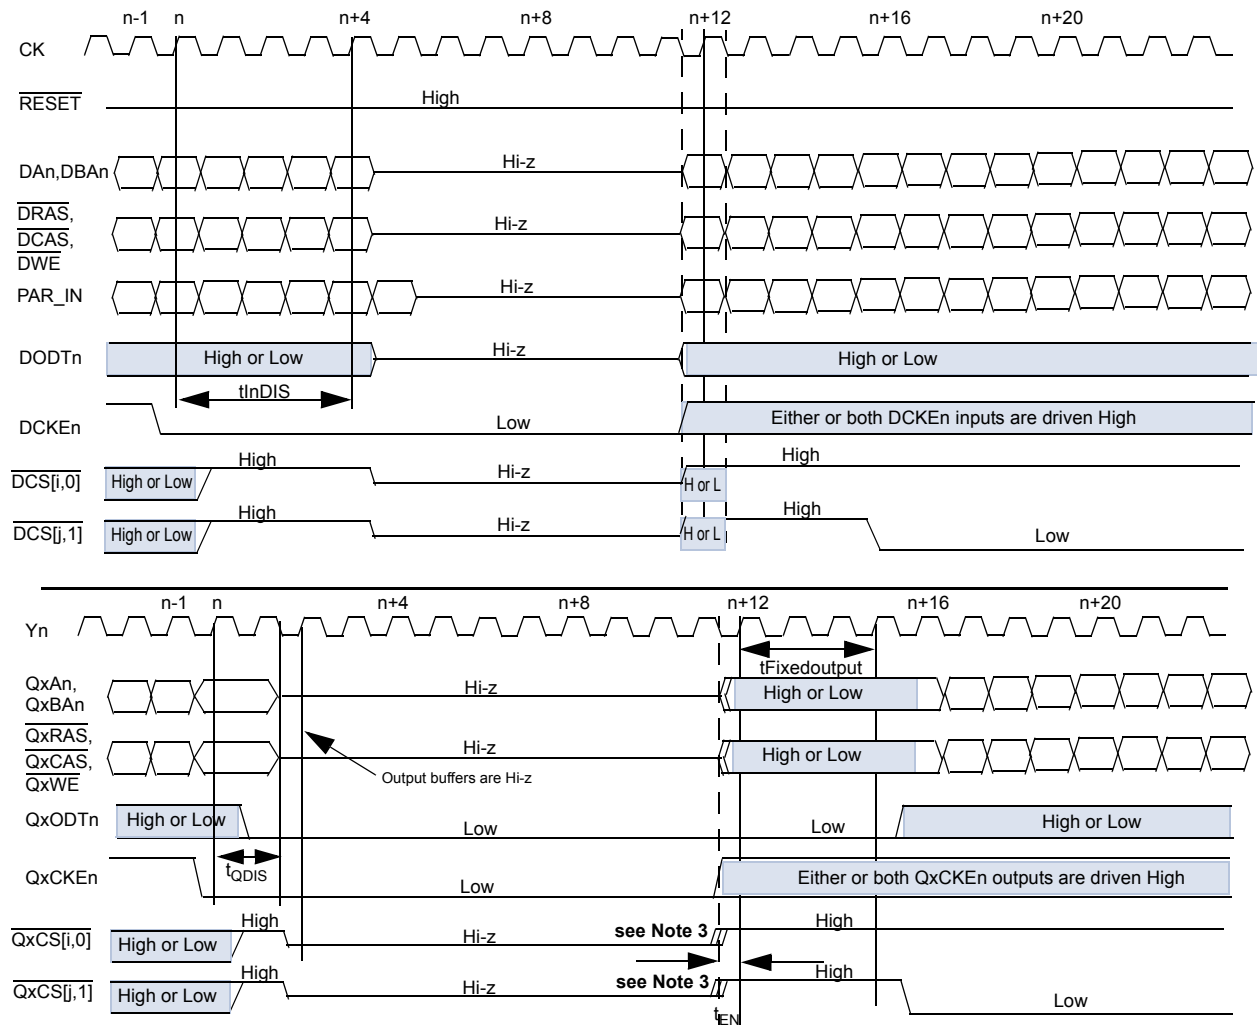 n-1 n n+4 n+8 n+12 n+16 n+20
CK
RESET High
DAn,DBAn Hi-z
DRAS,
DCAS, Hi-z
DWE
PAR_IN Hi-z
DODTn High or Low Hi-z High or Low
tInDIS
DCKEn Low Either or both DCKEn inputs are driven High
DCS[i,0] High or Low High Hi-z H or L High
DCS[j,1] High or Low High Hi-z H or L High Low
n-1 n n+4 n+8 n+12 n+16 n+20
Yn
tFixedoutput
QxAn,
QxBAn Hi-z High or Low
QxRAS,
QxCAS, Hi-z High or Low
QxWE
Output buffers are Hi-z
QxODTn High or Low Low Low High or Low
tQDIS
QxCKEn Low Either or both QxCKEn outputs are driven High
QxCS[i,0] High or Low High Hi-z see Note 3 High
QxCS[j,1] High or Low High Hi-z see Note 3 High Low
tEN